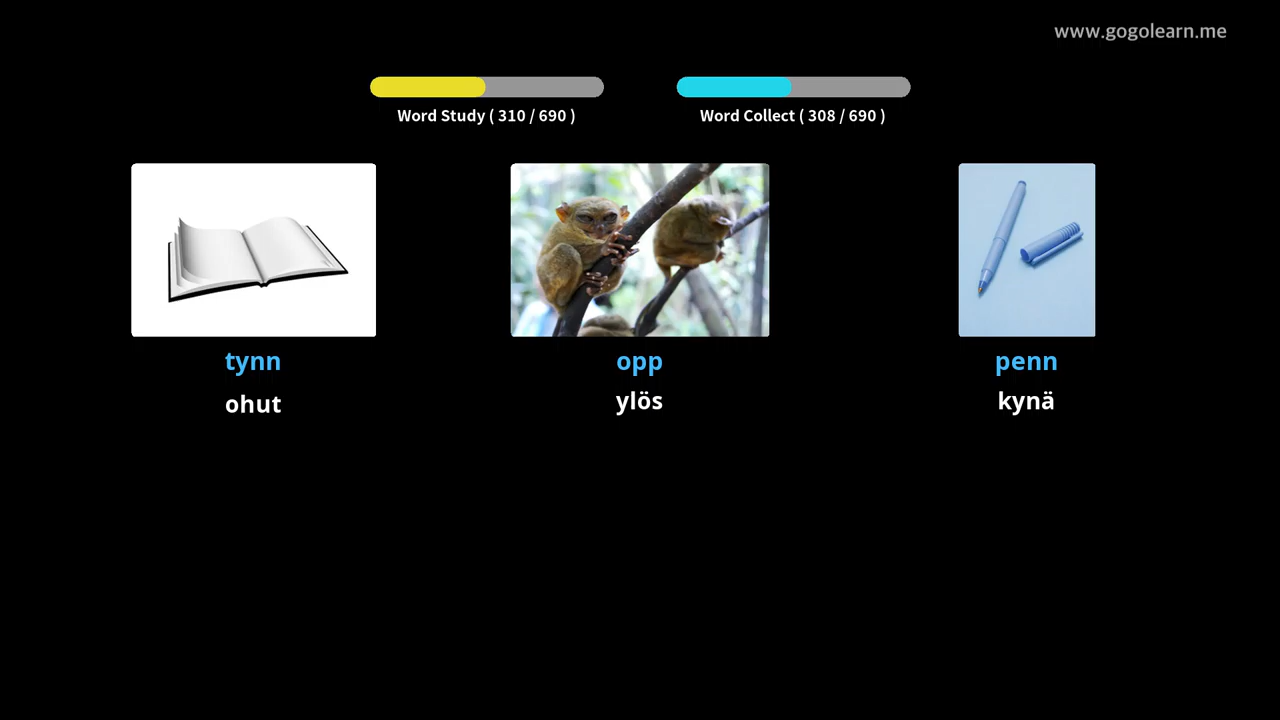 www.gogolearn.me
Word Study ( 310 / 690 )
Word Collect ( 308 / 690 )
tynn
opp
penn
ohut
ylös
kynä